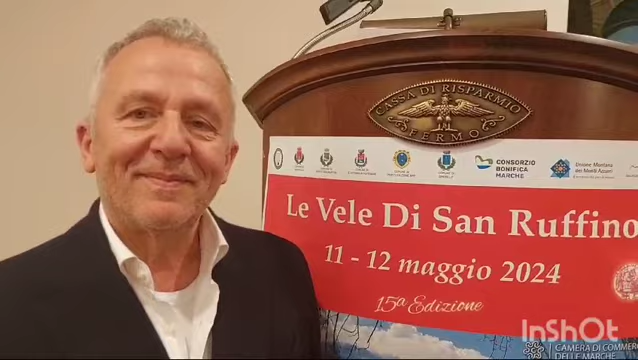 CASSA DI RISPARMIO
FERMO
CONSORZIO
BONIFICA
MARCHE
Unione Montana
dei Monti Azzurri
Le Vele Di San Ruffino
11 - 12 maggio 2024
15ª Edizione
InShOt
CAMERA DI COMMERC
DELLE MARCHE